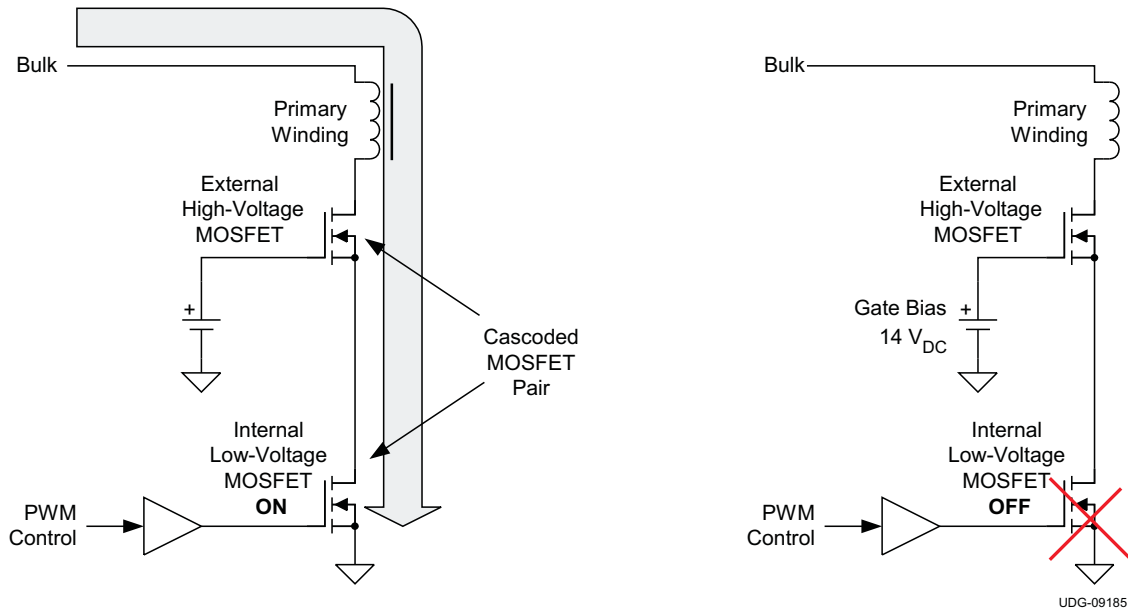 Bulk
Primary
Winding
External
High-Voltage
MOSFET
+
Cascoded
MOSFET
Pair
Internal
Low-Voltage
MOSFET
ON
PWM
Control
Bulk
Primary
Winding
External
High-Voltage
MOSFET
Gate Bias +
14 VDC
Internal
Low-Voltage
MOSFET
OFF
PWM
Control
UDG-09185